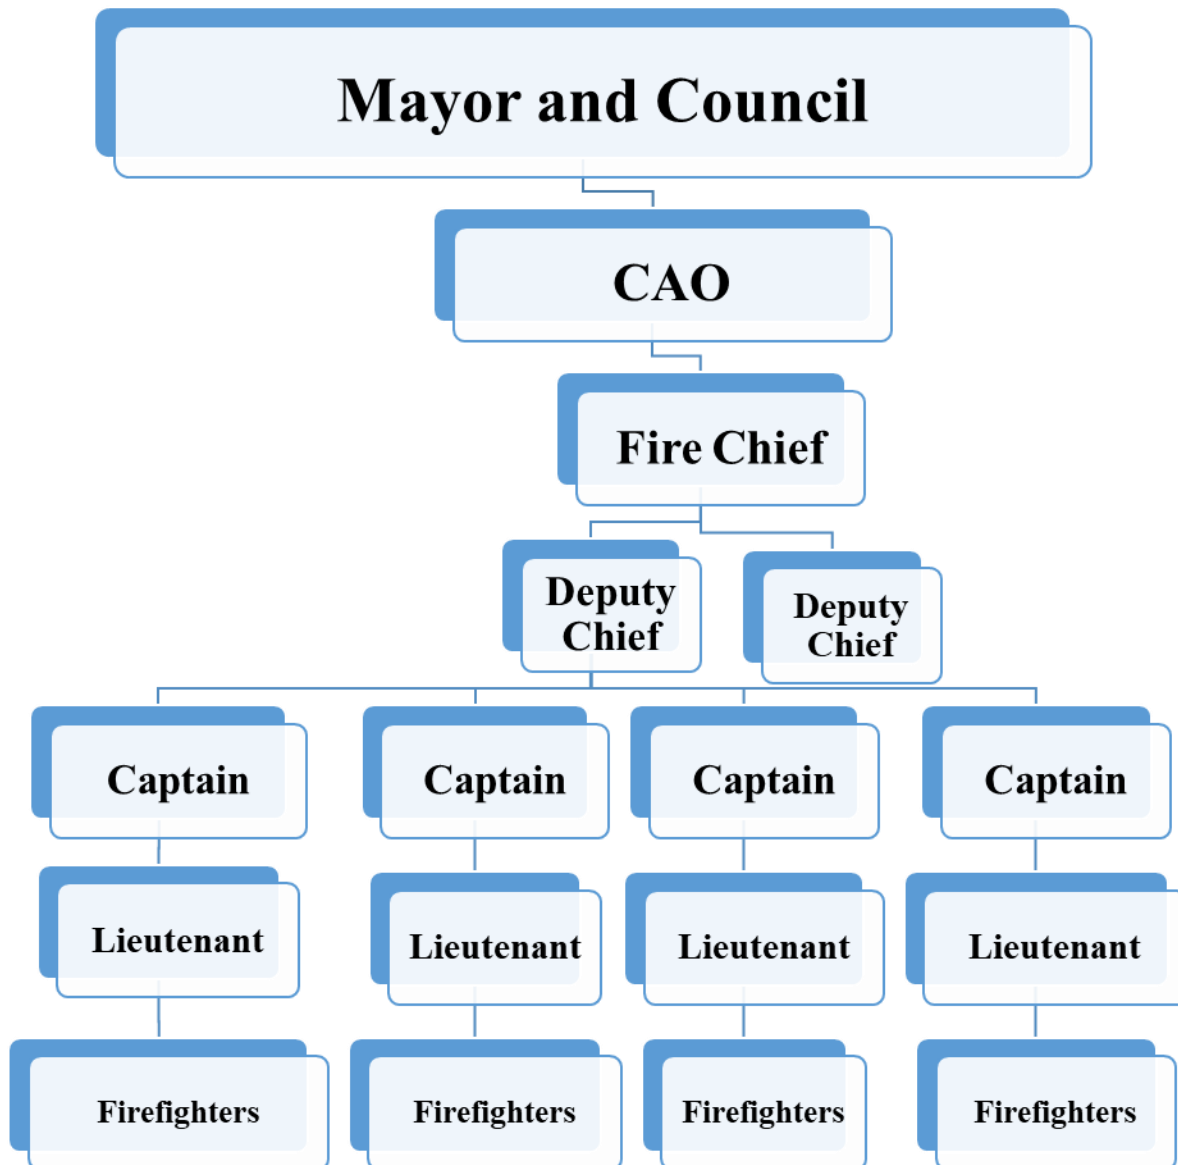 Mayor and Council
CAO
Fire Chief
Deputy
Chief
Deputy
Chief
Captain
Captain
Captain
Captain
Lieutenant
Lieutenant
Lieutenant
Lieutenant
Firefighters
Firefighters
Firefighters
Firefighters